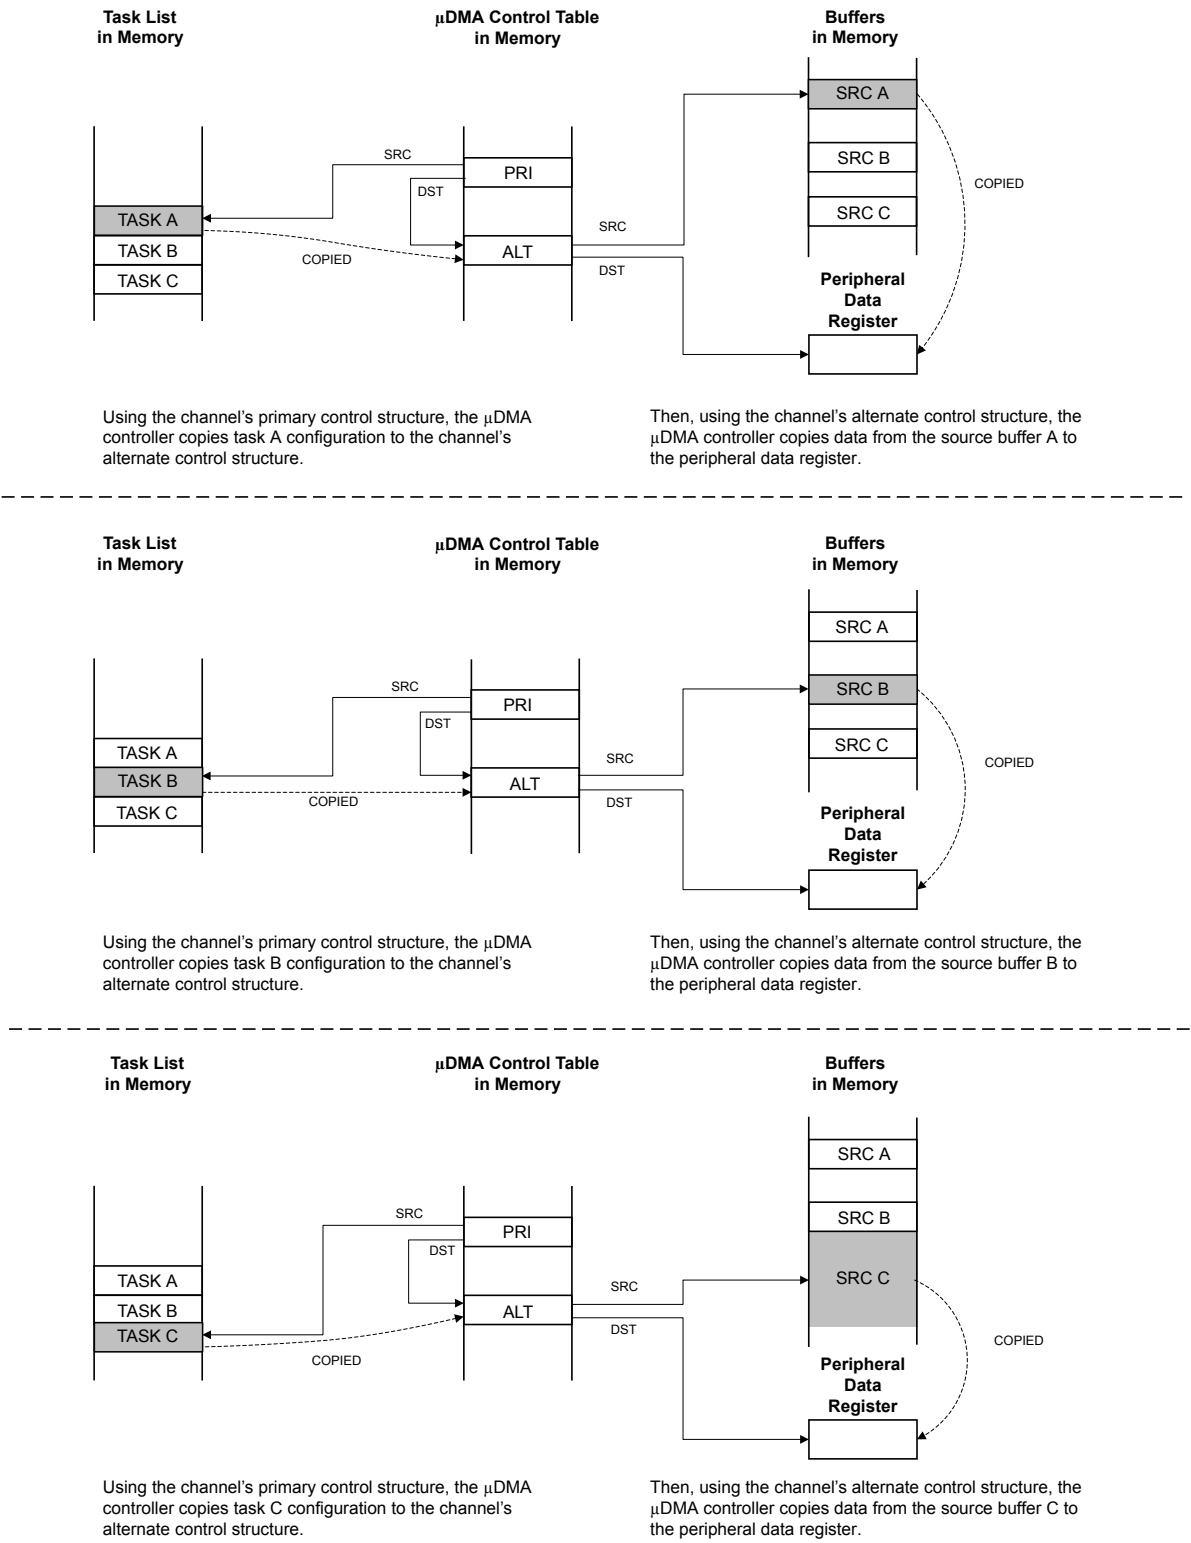 Task List
in Memory
μDMA Control Table
in Memory
Buffers
in Memory
SRC A
SRC B
SRC C
COPIED
SRC
PRI
DST
TASK A
TASK B
TASK C
COPIED
ALT
SRC
DST
Peripheral
Data
Register
Using the channel's primary control structure, the μDMA
controller copies task A configuration to the channel's
alternate control structure.
Then, using the channel's alternate control structure, the
μDMA controller copies data from the source buffer A to
the peripheral data register.
Task List
in Memory
μDMA Control Table
in Memory
Buffers
in Memory
SRC A
SRC B
SRC C
COPIED
SRC
PRI
DST
TASK A
TASK B
TASK C
COPIED
ALT
SRC
DST
Peripheral
Data
Register
Using the channel's primary control structure, the μDMA
controller copies task B configuration to the channel's
alternate control structure.
Then, using the channel's alternate control structure, the
μDMA controller copies data from the source buffer B to
the peripheral data register.
Task List
in Memory
μDMA Control Table
in Memory
Buffers
in Memory
SRC A
SRC B
SRC C
COPIED
SRC
PRI
DST
TASK A
TASK B
TASK C
COPIED
ALT
SRC
DST
Peripheral
Data
Register
Using the channel's primary control structure, the μDMA
controller copies task C configuration to the channel's
alternate control structure.
Then, using the channel's alternate control structure, the
μDMA controller copies data from the source buffer C to
the peripheral data register.